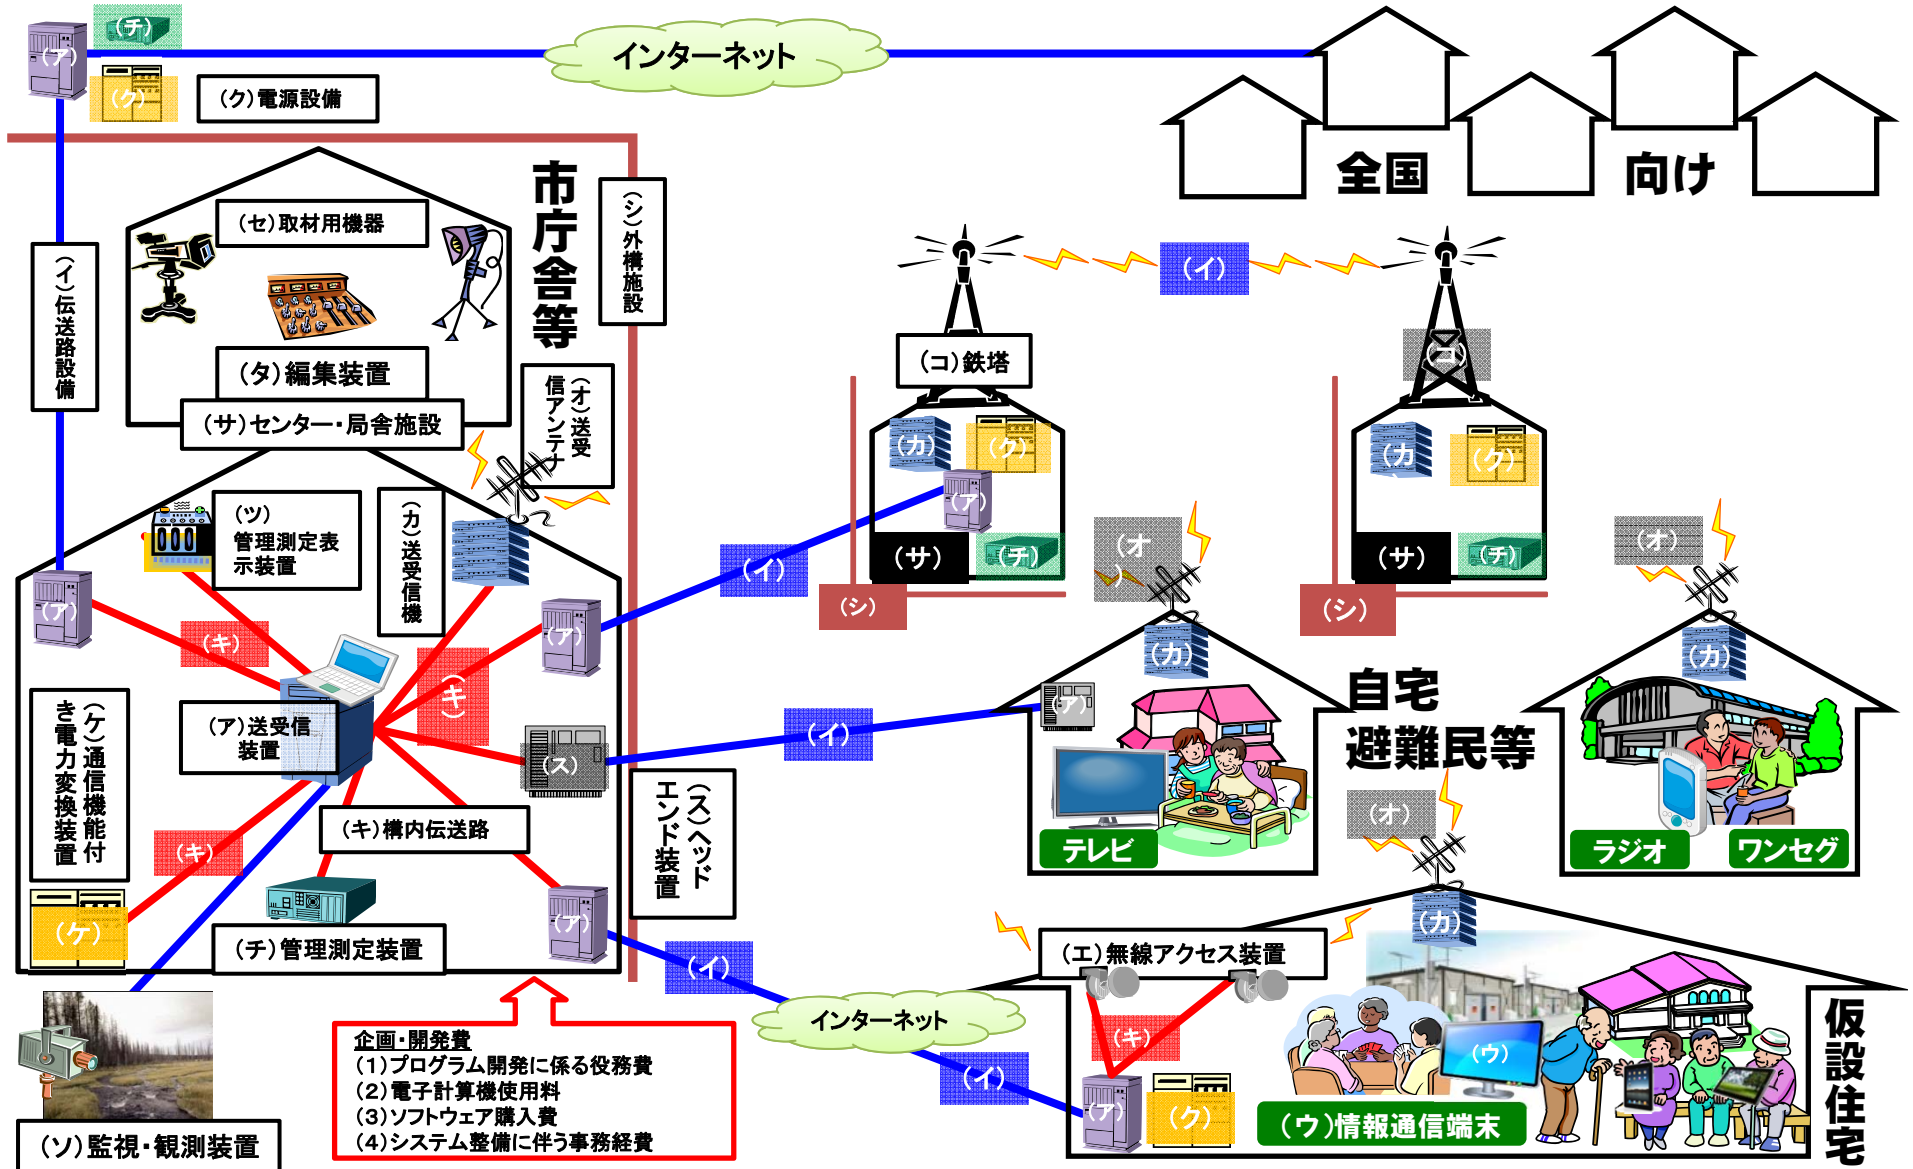 (ア)
(チ)
(ク)
(ク)電源設備
インターネット
全国
向け
市庁舎等
(シ)外構施設
(イ)伝送路設備
(セ)取材用機器
(タ)編集装置
(サ)センター・局舎施設
(オ)送受
信アンテナ
(ツ)
管理測定表
示装置
(カ)送受信機
(ア)
(キ)
(ア)
(キ)
(ア)送受信
装置
(ケ)通信機能付
き電力変換装置
(キ)
(ス)
(ス)ヘッド
エンド装置
(キ)構内伝送路
(ケ)
(チ)管理測定装置
(ア)
(ソ)監視・観測装置
企画・開発費
(1)プログラム開発に係る役務費
(2)電子計算機使用料
(3)ソフトウェア購入費
(4)システム整備に伴う事務経費
(イ)
(イ)
(イ)
インターネット
(イ)
(イ)
(コ)鉄塔
(カ)
(ク)
(ア)
(サ)
(チ)
(シ)
(コ)
(カ)
(ク)
(サ)
(チ)
(シ)
(オ)
(カ)
(ア)
テレビ
自宅
避難民等
(オ)
(カ)
ラジオ
ワンセグ
(オ)
(カ)
(エ)無線アクセス装置
(キ)
(ア)
(ク)
(ウ)
(ウ)情報通信端末
仮設住宅